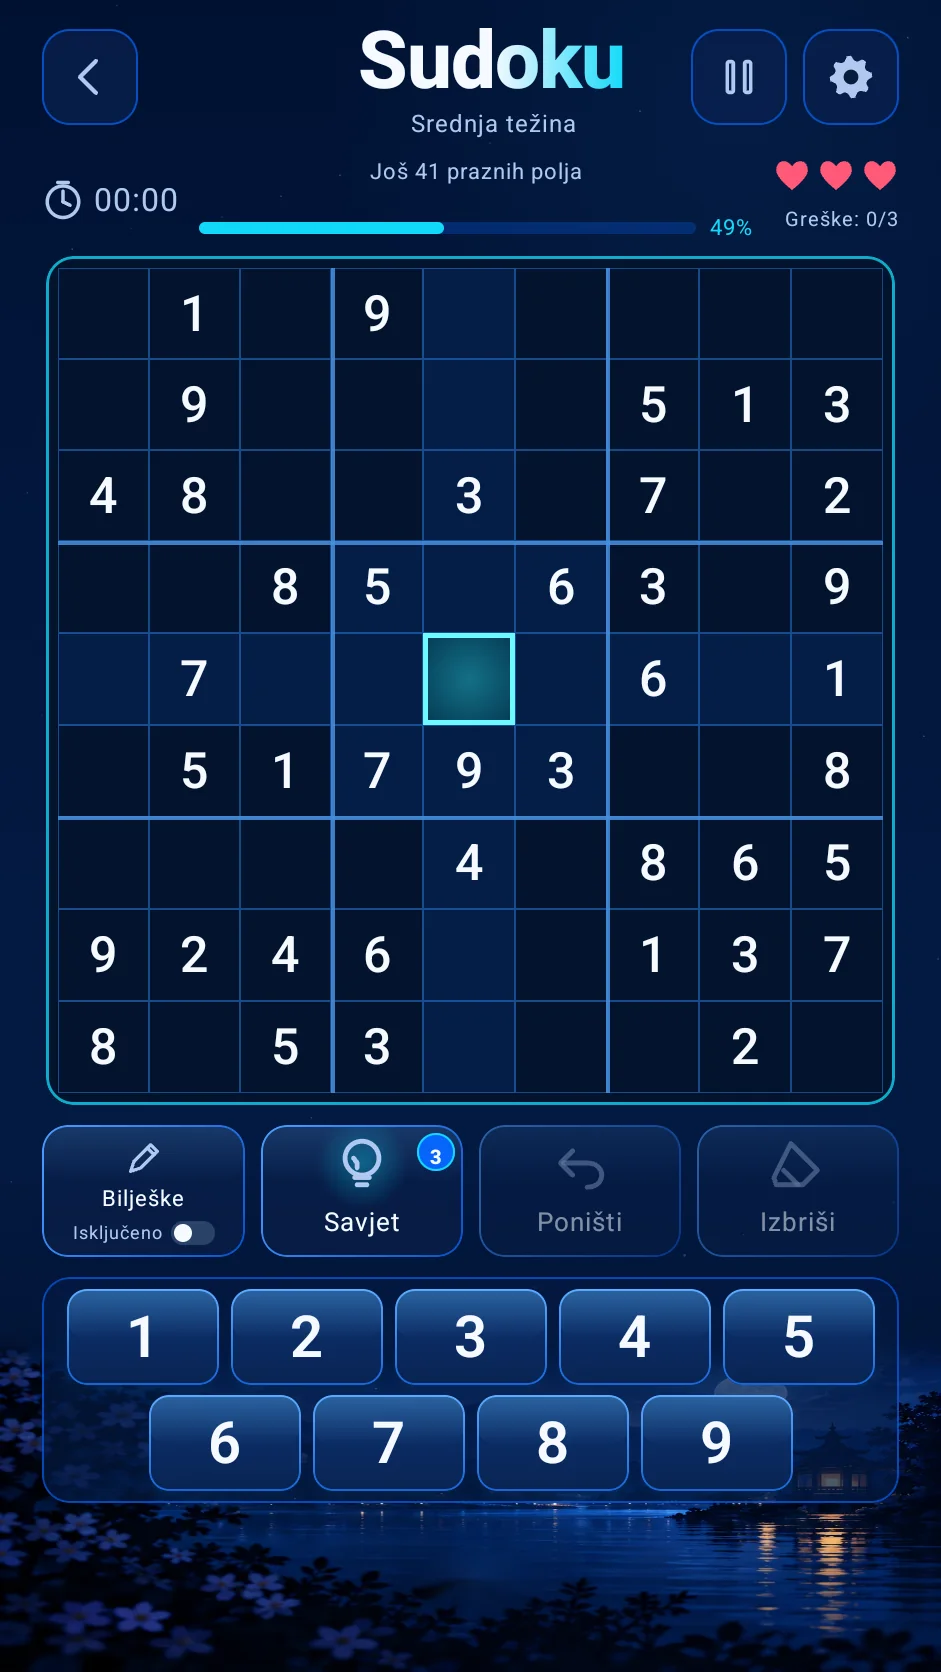 Sudoku
Srednja težina
Još 41 praznih polja
00:00
49%
Greške: 0/3
1 9
9 5 1 3
4 8 3 7 2
8 5 6 3 9
7 6 1
5 1 7 9 3 8
4 8 6 5
9 2 4 6 1 3 7
8 5 3 2
Bilješke
Isključeno
3
Savjet
Poništi
Izbriši
1 2 3 4 5
6 7 8 9